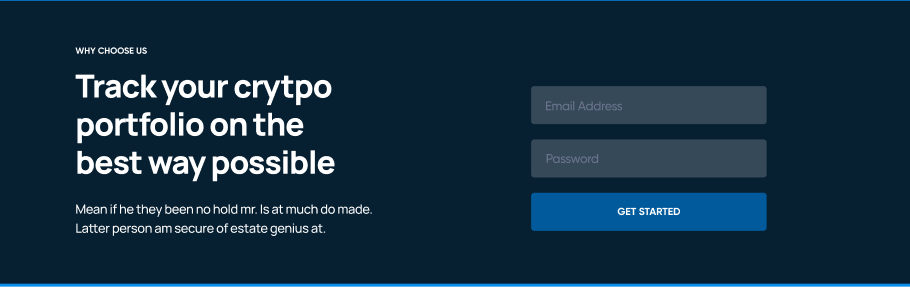 WHY CHOOSE US
Track your crytpo
portfolio on the
best way possible
Mean if he they been no hold mr. Is at much do made.
Latter person am secure of estate genius at.
Email Address
Password
GET STARTED